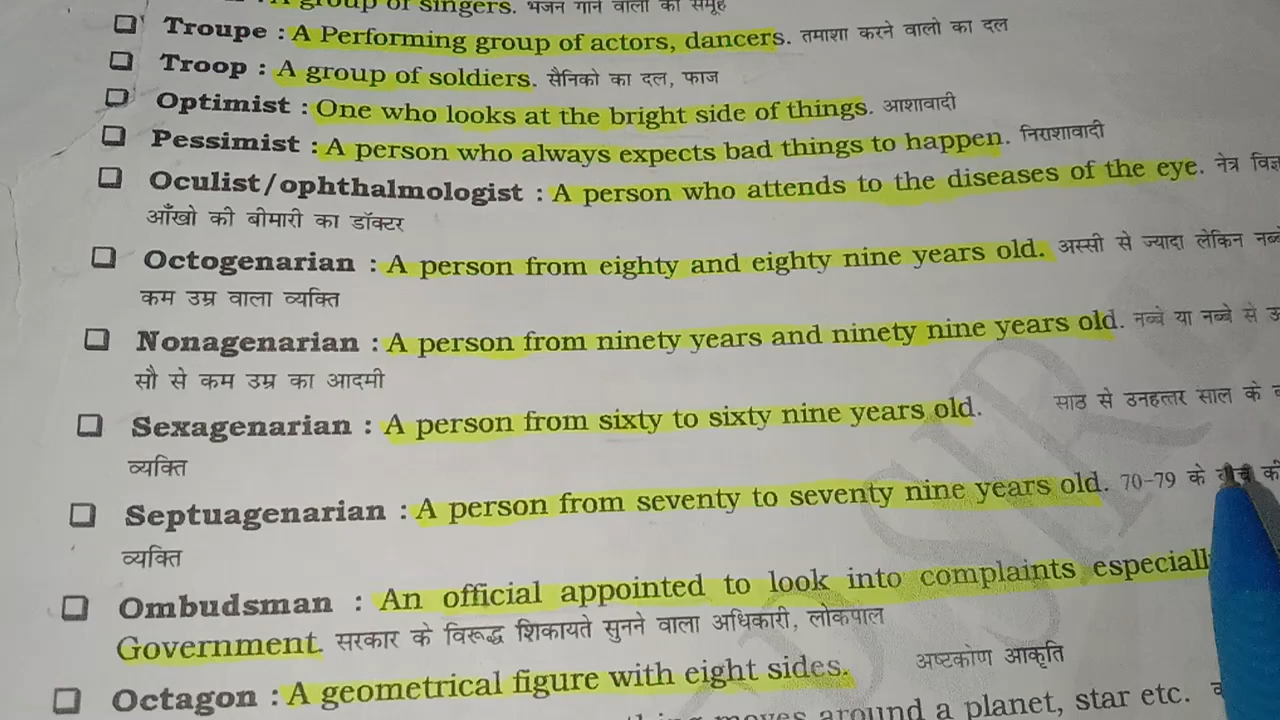 A group of singers. भजन गाने वालो का समूह
❑ Troupe : A Performing group of actors, dancers. तमाशा करने वालो का दल
❑ Troop : A group of soldiers. सैनिको का दल, फाज
❑ Optimist : One who looks at the bright side of things. आशावादी
❑ Pessimist : A person who always expects bad things to happen. निराशावादी
❑ Oculist/ophthalmologist : A person who attends to the diseases of the eye. नेत्र
आँखो की बीमारी का डॉक्टर
❑ Octogenarian : A person from eighty and eighty nine years old. अस्सी से ज्यादा लेकिन
कम उम्र वाला व्यक्ति
❑ Nonagenarian : A person from ninety years and ninety nine years old. नब्बे या नब्बे से
सौ से कम उम्र का आदमी
❑ Sexagenarian : A person from sixty to sixty nine years old. साठ से उनहत्तर साल के
व्यक्ति
❑ Septuagenarian : A person from seventy to seventy nine years old. 70-79 के बीच की
व्यक्ति
❑ Ombudsman : An official appointed to look into complaints especiall
Government. सरकार के विरूद्ध शिकायते सुनने वाला अधिकारी, लोकपाल
❑ Octagon : A geometrical figure with eight sides. अष्टकोण आकृति
moves around a planet, star etc.